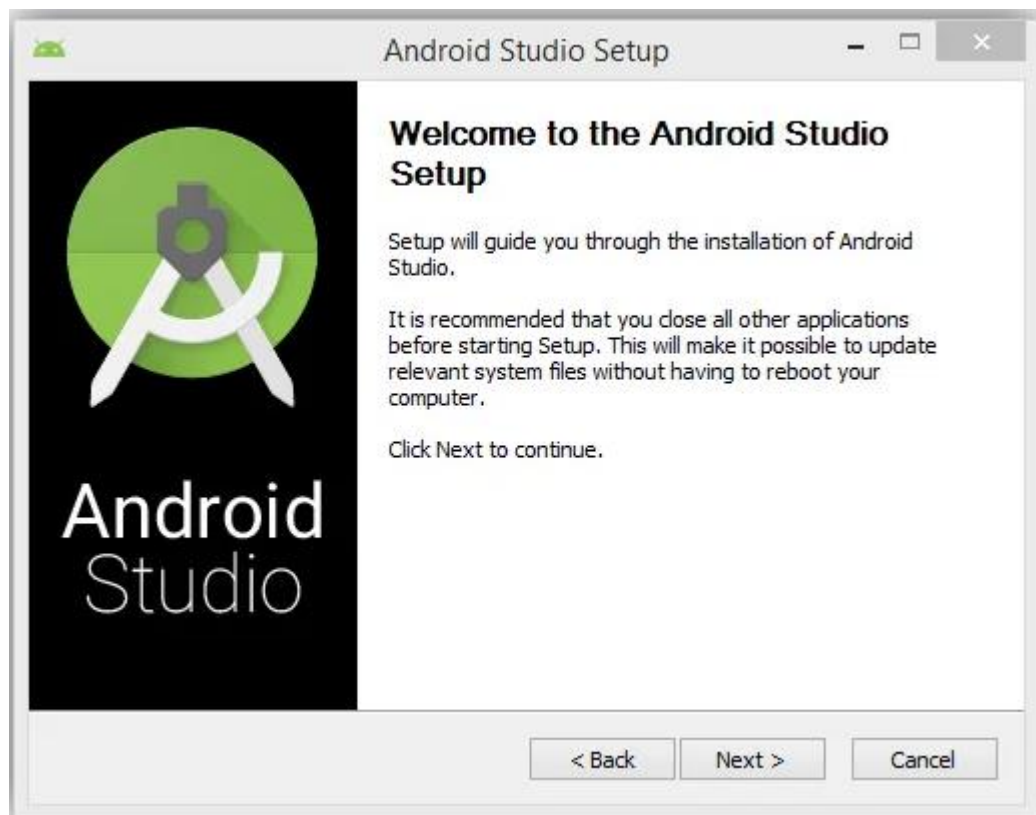 Android Studio Setup
Welcome to the Android Studio
Setup
Setup will guide you through the installation of Android
Studio.
It is recommended that you close all other applications
before starting Setup. This will make it possible to update
relevant system files without having to reboot your
computer.
Click Next to continue.
Android
Studio
< Back
Next >
Cancel